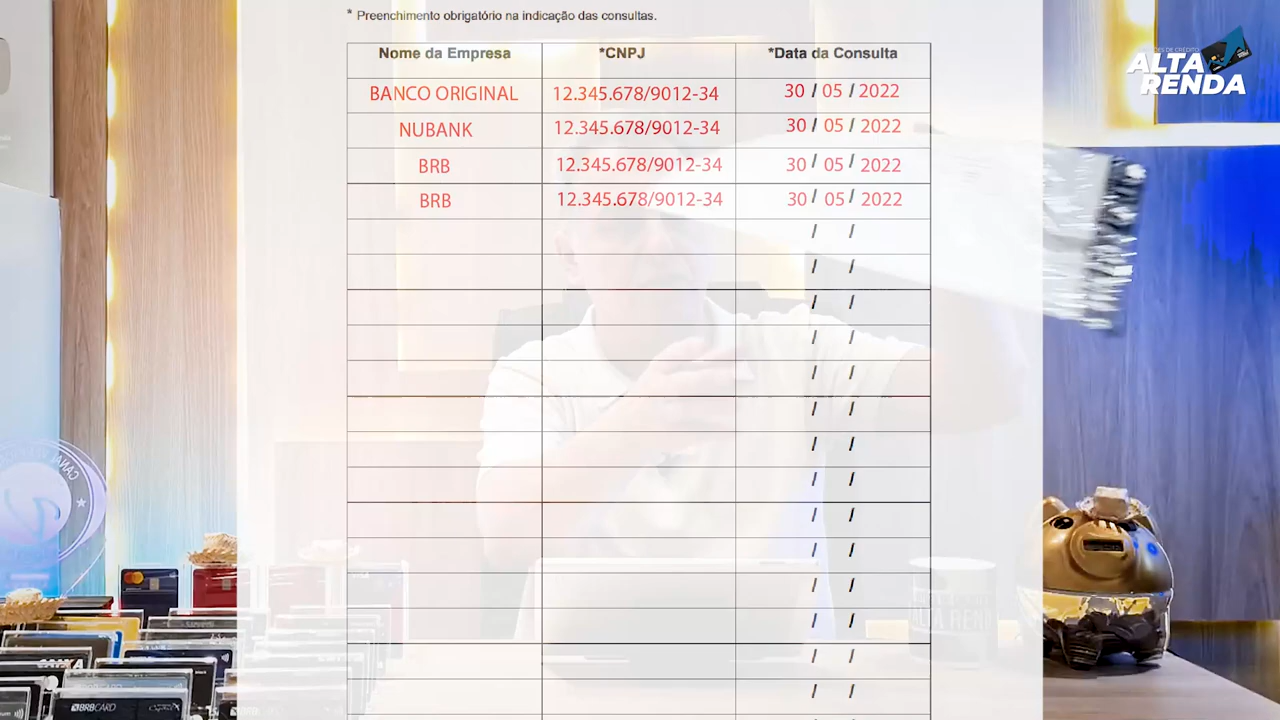 * Preenchimento obrigatório na indicação das consultas.
Nome da Empresa *CNPJ *Data da Consulta
BANCO ORIGINAL 12.345.678/9012-34 30 / 05 / 2022
NUBANK 12.345.678/9012-34 30 / 05 / 2022
BRB 12.345.678/9012-34 30 / 05 / 2022
BRB 12.345.678/9012-34 30 / 05 / 2022
/ /
/ /
/ /
/ /
/ /
/ /
/ /
/ /
/ /
/ /
/ /
/ /
/ /
/ /
ALTA
RENDA
CAIXA
BRBCARD